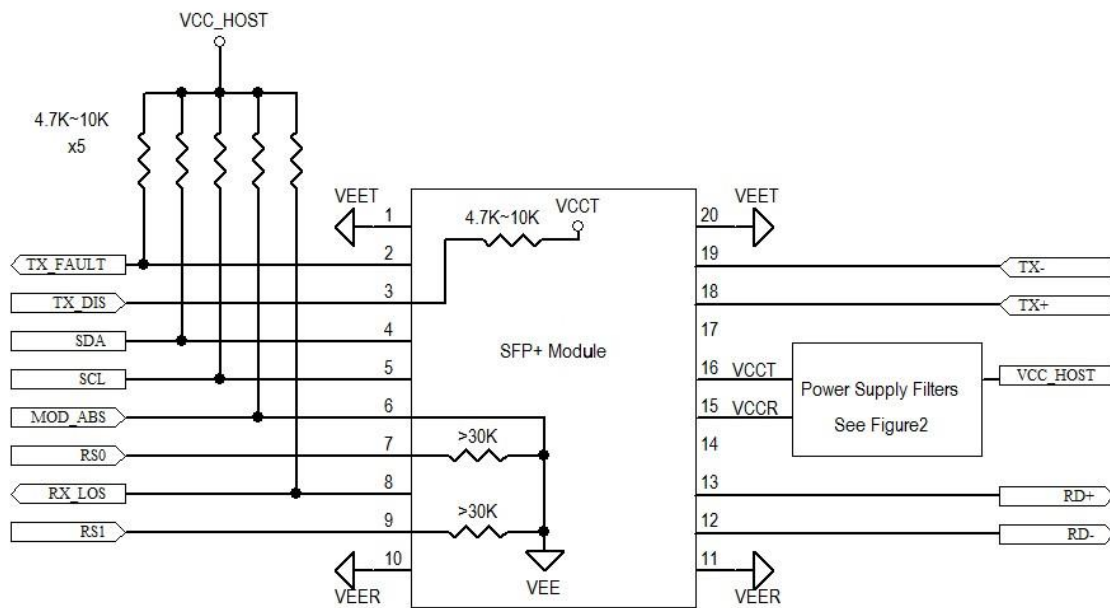 VCC_HOST
4.7K~10K
x5
VEET
4.7K~10K
VCCT
VEET
1
20
TX_FAULT
2
19
TX-
TX_DIS
3
18
TX+
SDA
4
17
SFP+ Module
SCL
5
16
VCCT
Power Supply Filters
See Figure2
VCC_HOST
MOD_ABS
6
15
VCCR
RS0
7
>30K
14
RX_LOS
8
13
RD+
RS1
9
>30K
12
RD-
10
VEER
VEE
11
VEER